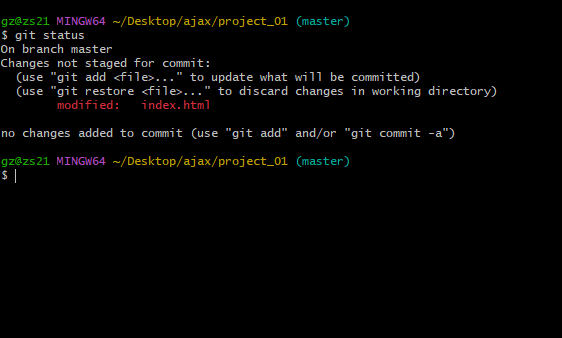 gz@zs21 MINGW64 ~/Desktop/ajax/project_01 (master)
$ git status
On branch master
Changes not staged for commit:
  (use "git add <file>..." to update what will be committed)
  (use "git restore <file>..." to discard changes in working directory)
        modified:   index.html

no changes added to commit (use "git add" and/or "git commit -a")

gz@zs21 MINGW64 ~/Desktop/ajax/project_01 (master)
$